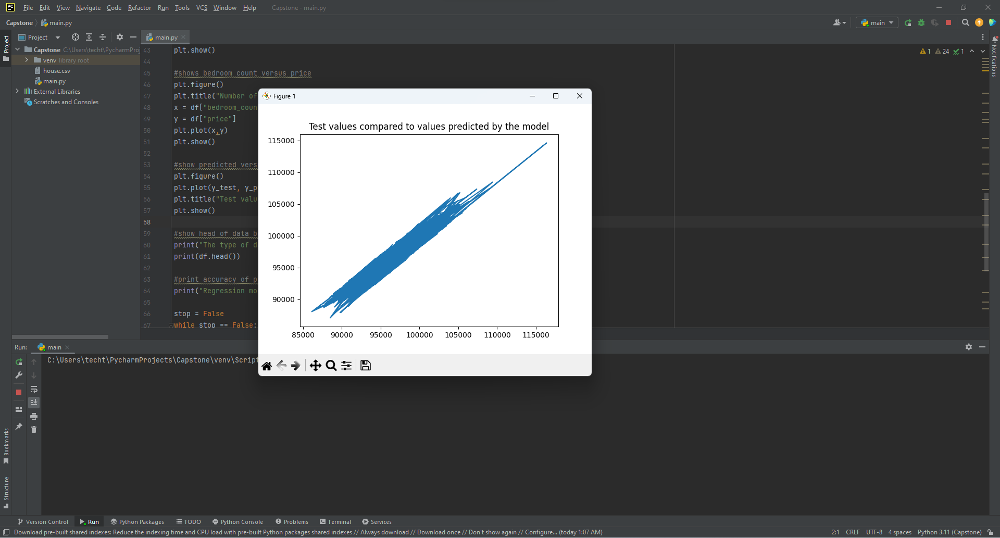 File Edit View Navigate Code Refactor Run Tools VCS Window Help Capstone - main.py
Capstone main.py main
Project main.py
Project
Capstone C:\Users\techt\PycharmProj
venv library root
house.csv
main.py
External Libraries
Scratches and Consoles
43 plt.show()
44
45 #shows bedroom count versus price
46 plt.figure()
47 plt.title("Number of
48 x = df["bedroom_coun
49 y = df["price"]
50 plt.plot(x,y)
51 plt.show()
52
53 #show predicted versu
54 plt.figure()
55 plt.plot(y_test, y_p
56 plt.title("Test valu
57 plt.show()
58
59 #show head of data b
60 print("The type of da
61 print(df.head())
62
63 #print accuracy of p
64 print("Regression mo
65
66 stop = False
67 while stop == False:
1 24 1
Notifications
Figure 1
Test values compared to values predicted by the model
115000
110000
105000
100000
95000
90000
85000 90000 95000 100000 105000 110000 115000
Run: main
C:\Users\techt\PycharmProjects\Capstone\venv\Script
Bookmarks
Structure
Version Control Run Python Packages TODO Python Console Problems Terminal Services
Download pre-built shared indexes: Reduce the indexing time and CPU load with pre-built Python packages shared indexes // Always download // Download once // Don't show again // Configure... (today 1:07 AM) 2:1 CRLF UTF-8 4 spaces Python 3.11 (Capstone)